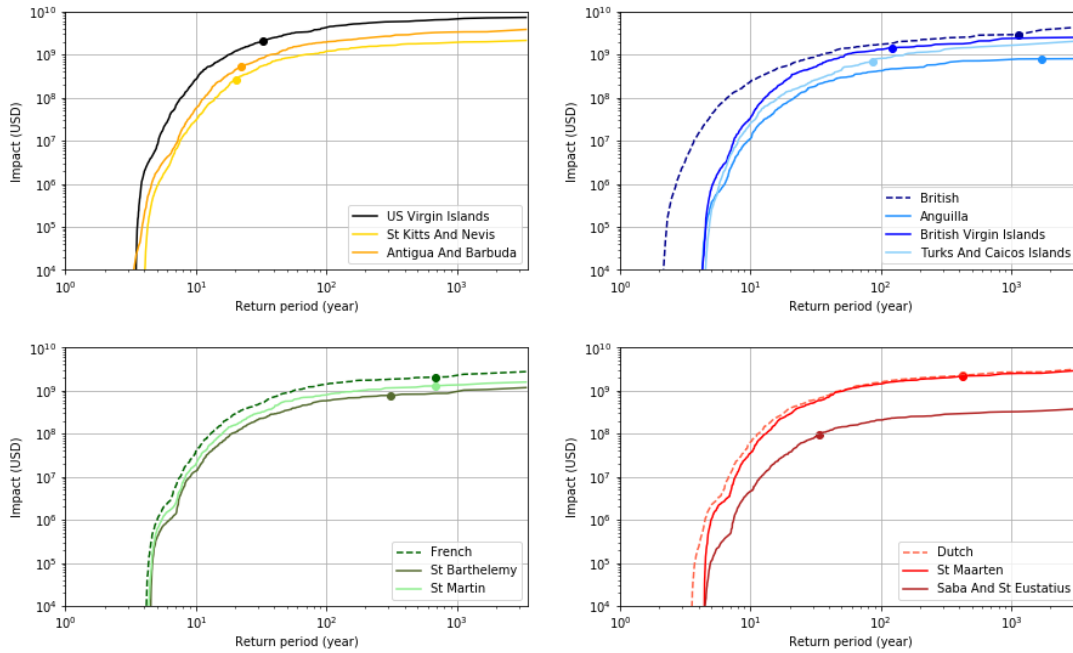 10¹⁰
10⁹
10⁸
10⁷
10⁶
10⁵
10⁴
Impact (USD)
US Virgin Islands
St Kitts And Nevis
Antigua And Barbuda
10⁰
10¹
10²
10³
Return period (year)
10¹⁰
10⁹
10⁸
10⁷
10⁶
10⁵
10⁴
Impact (USD)
British
Anguilla
British Virgin Islands
Turks And Caicos Islands
10⁰
10¹
10²
10³
Return period (year)
10¹⁰
10⁹
10⁸
10⁷
10⁶
10⁵
10⁴
Impact (USD)
French
St Barthelemy
St Martin
10⁰
10¹
10²
10³
Return period (year)
10¹⁰
10⁹
10⁸
10⁷
10⁶
10⁵
10⁴
Impact (USD)
Dutch
St Maarten
Saba And St Eustatius
10⁰
10¹
10²
10³
Return period (year)